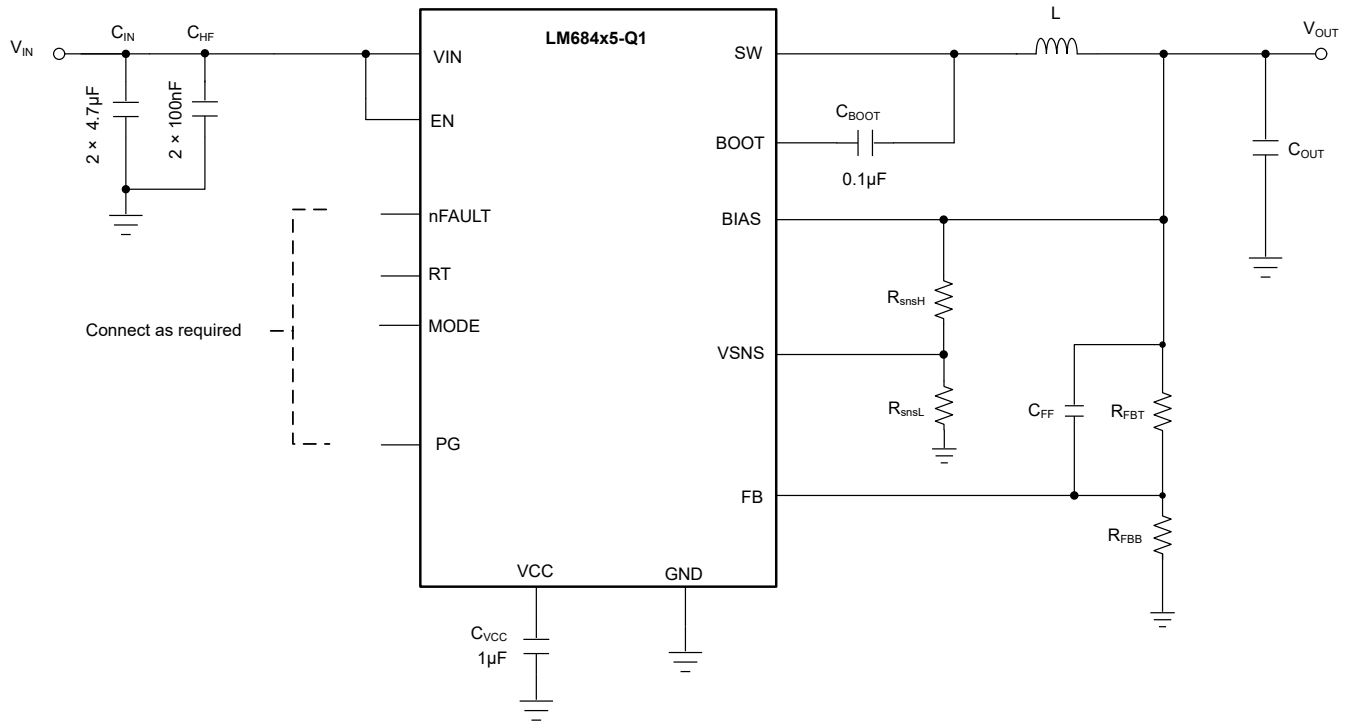 V_IN
C_IN
C_HF
2 × 4.7µF
2 × 100nF
LM684x5-Q1
VIN
EN
nFAULT
RT
MODE
PG
Connect as required
SW
BOOT
BIAS
VSNS
FB
VCC
GND
C_VCC
1µF
L
V_OUT
C_BOOT
0.1µF
C_OUT
R_snsH
R_snsL
C_FF
R_FBT
R_FBB